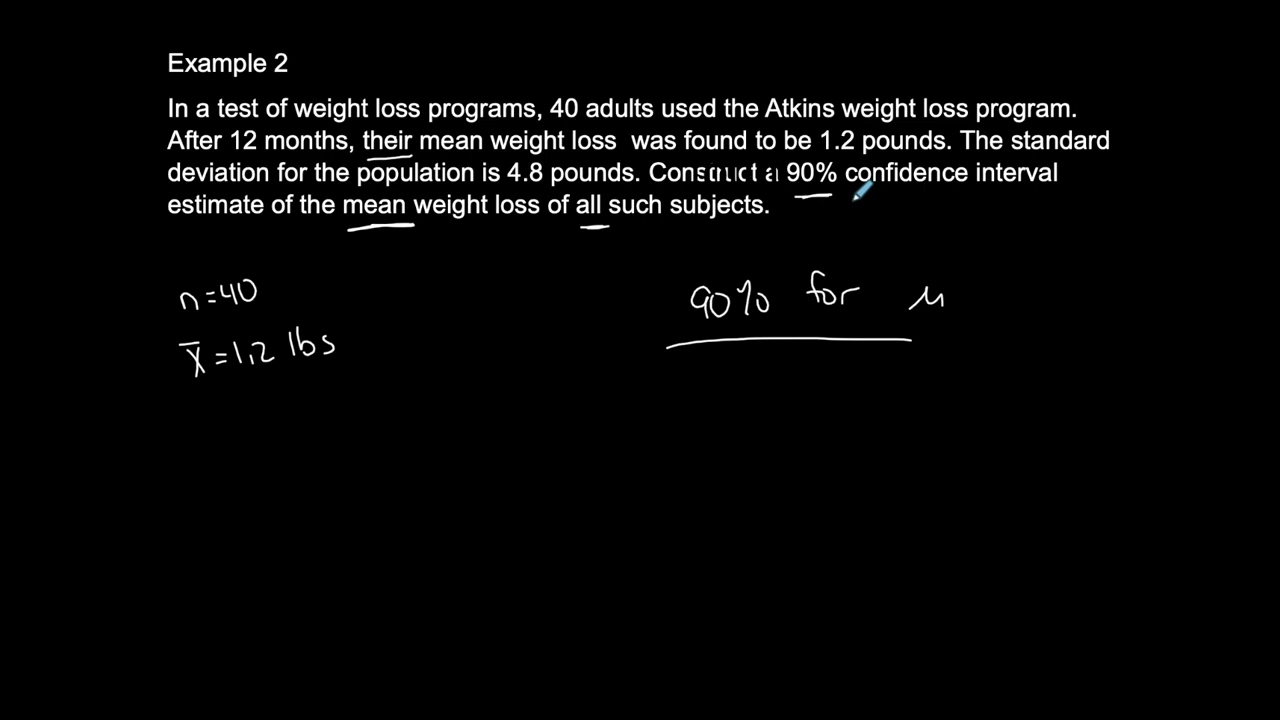 Example 2
In a test of weight loss programs, 40 adults used the Atkins weight loss program.
After 12 months, their mean weight loss was found to be 1.2 pounds. The standard
deviation for the population is 4.8 pounds. Construct a 90% confidence interval
estimate of the mean weight loss of all such subjects.
n=40
90% for μ
x̄=1.2 lbs